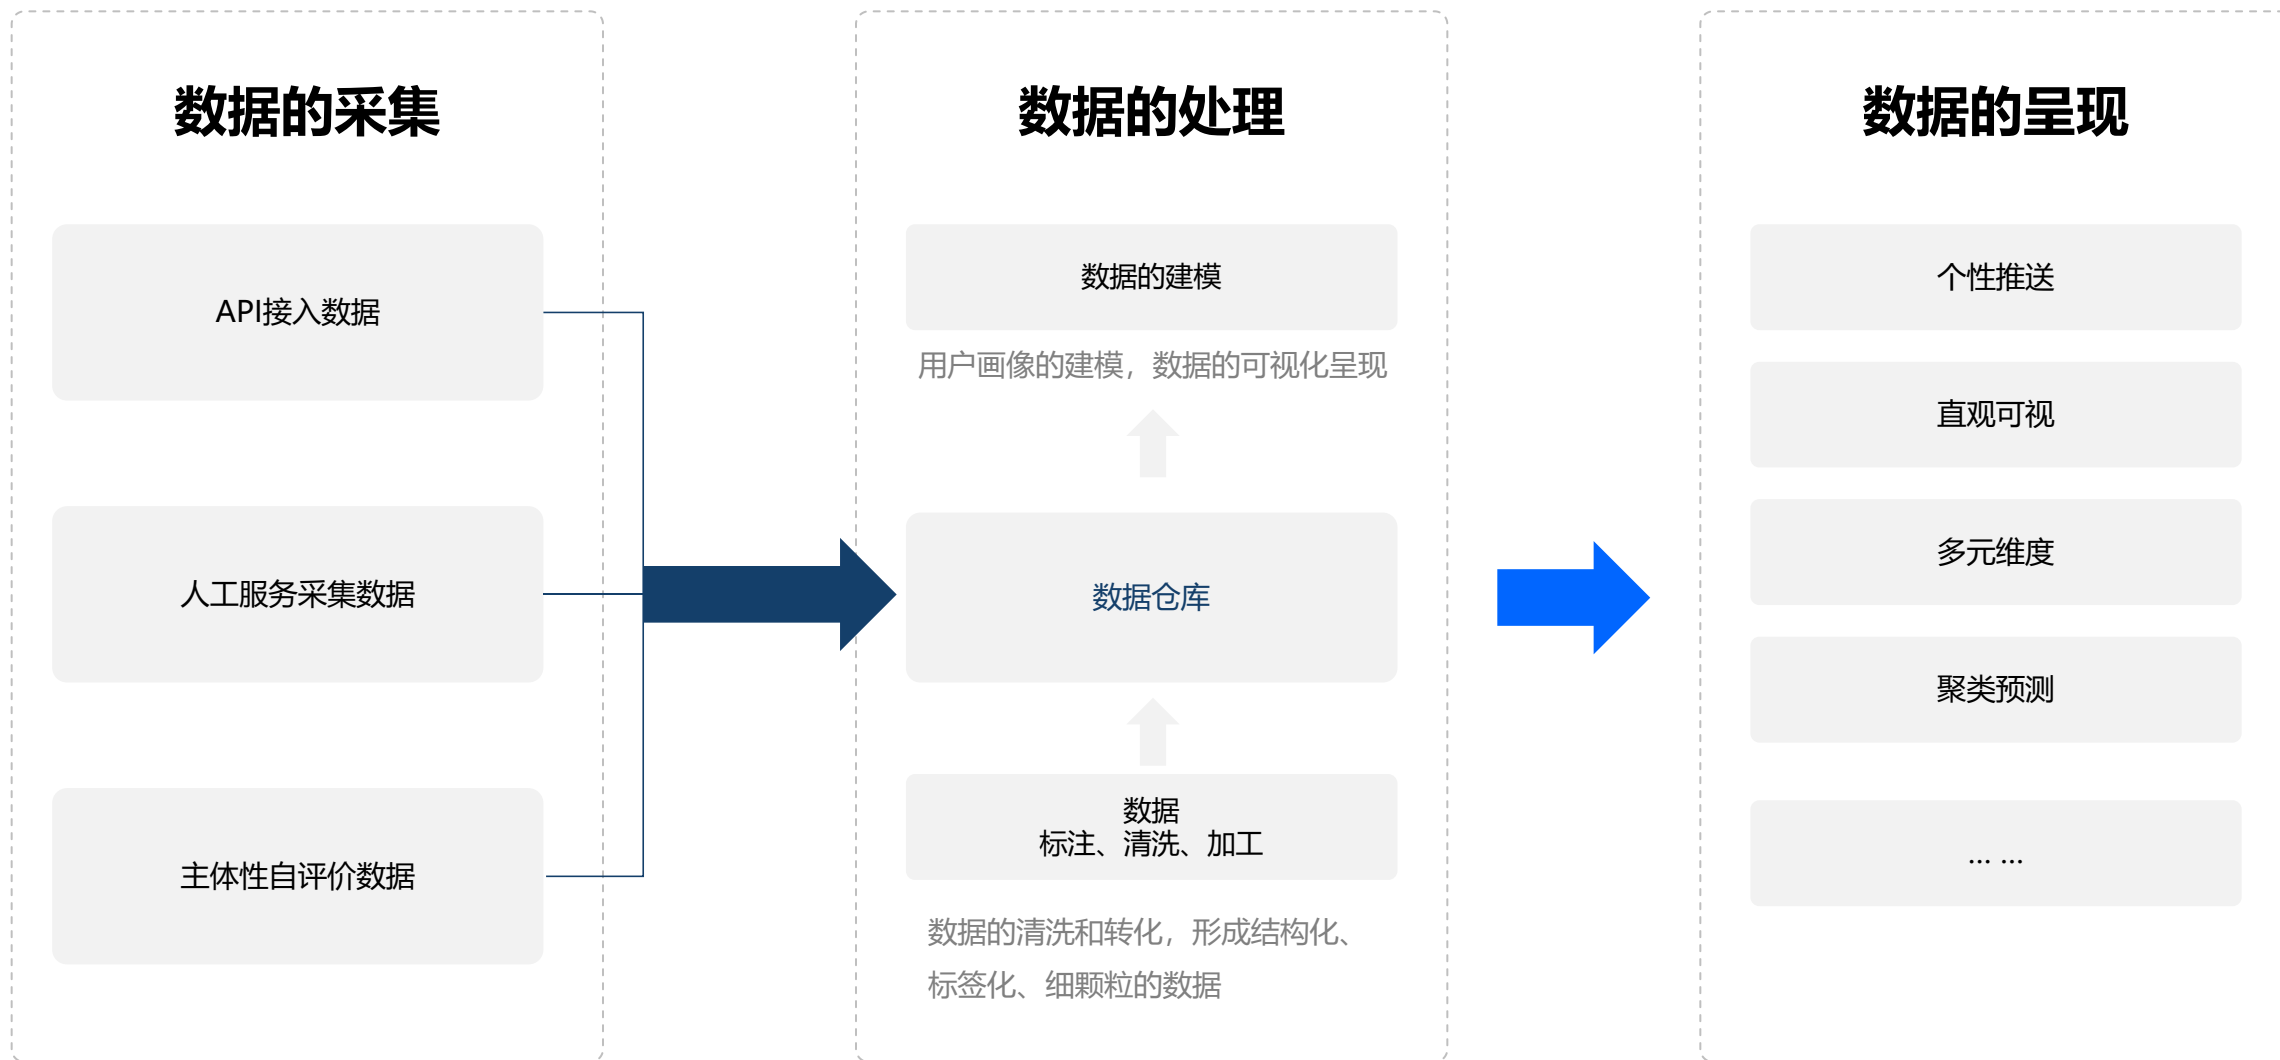 数据的采集
API接入数据
人工服务采集数据
主体性自评价数据
数据的处理
数据的建模
用户画像的建模，数据的可视化呈现
数据仓库
数据
标注、清洗、加工
数据的清洗和转化，形成结构化、
标签化、细颗粒的数据
数据的呈现
个性推送
直观可视
多元维度
聚类预测
... ...